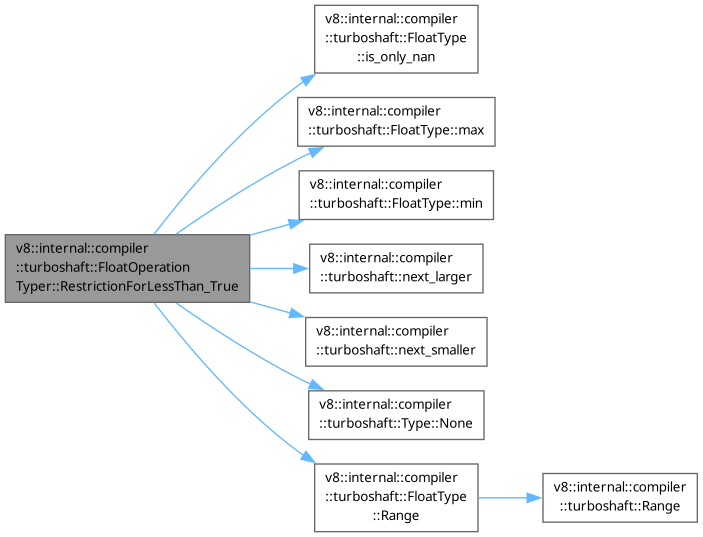 v8::internal::compiler
::turboshaft::FloatType
::is_only_nan
v8::internal::compiler
::turboshaft::FloatType::max
v8::internal::compiler
::turboshaft::FloatType::min
v8::internal::compiler
::turboshaft::FloatOperation
Typer::RestrictionForLessThan_True
v8::internal::compiler
::turboshaft::next_larger
v8::internal::compiler
::turboshaft::next_smaller
v8::internal::compiler
::turboshaft::Type::None
v8::internal::compiler
::turboshaft::FloatType
::Range
v8::internal::compiler
::turboshaft::Range